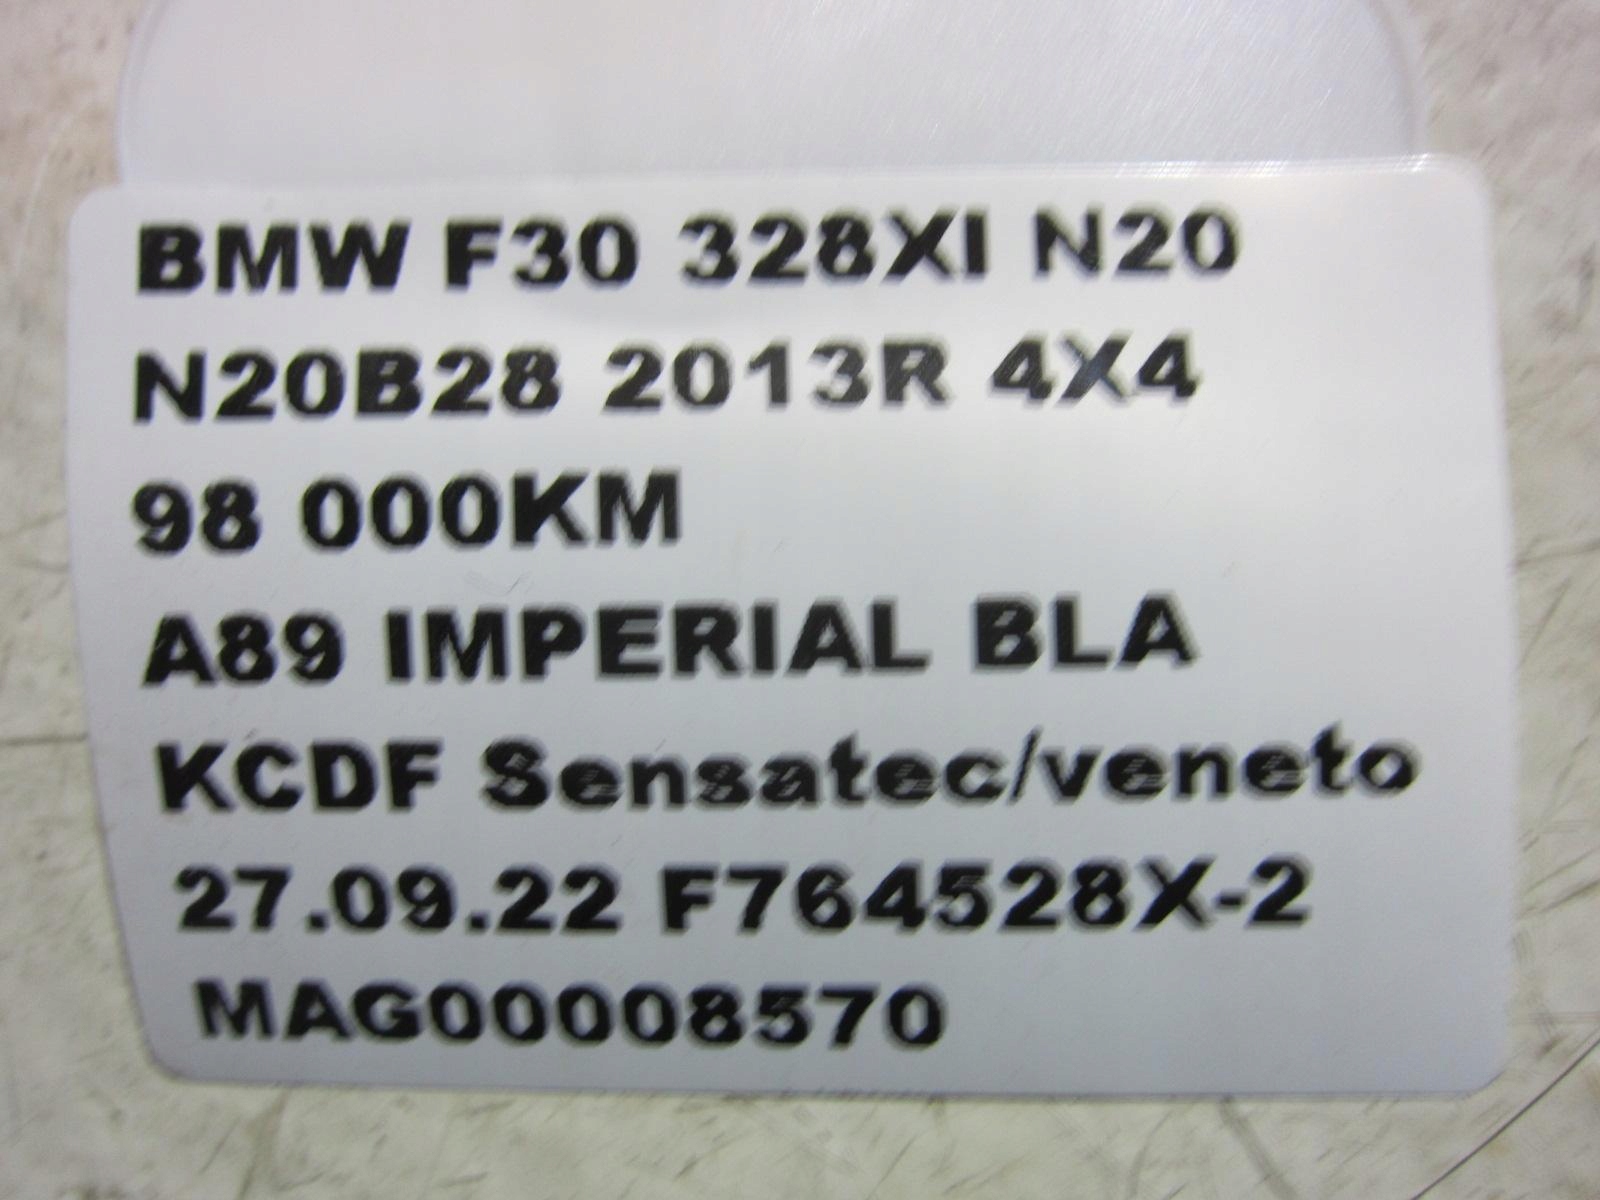 BMW F30 328XI N20
N20B28 2013R 4X4
98 000KM
A89 IMPERIAL BLA
KCDF Sensatec/veneto
27.09.22 F764528X-2
MAG00008570